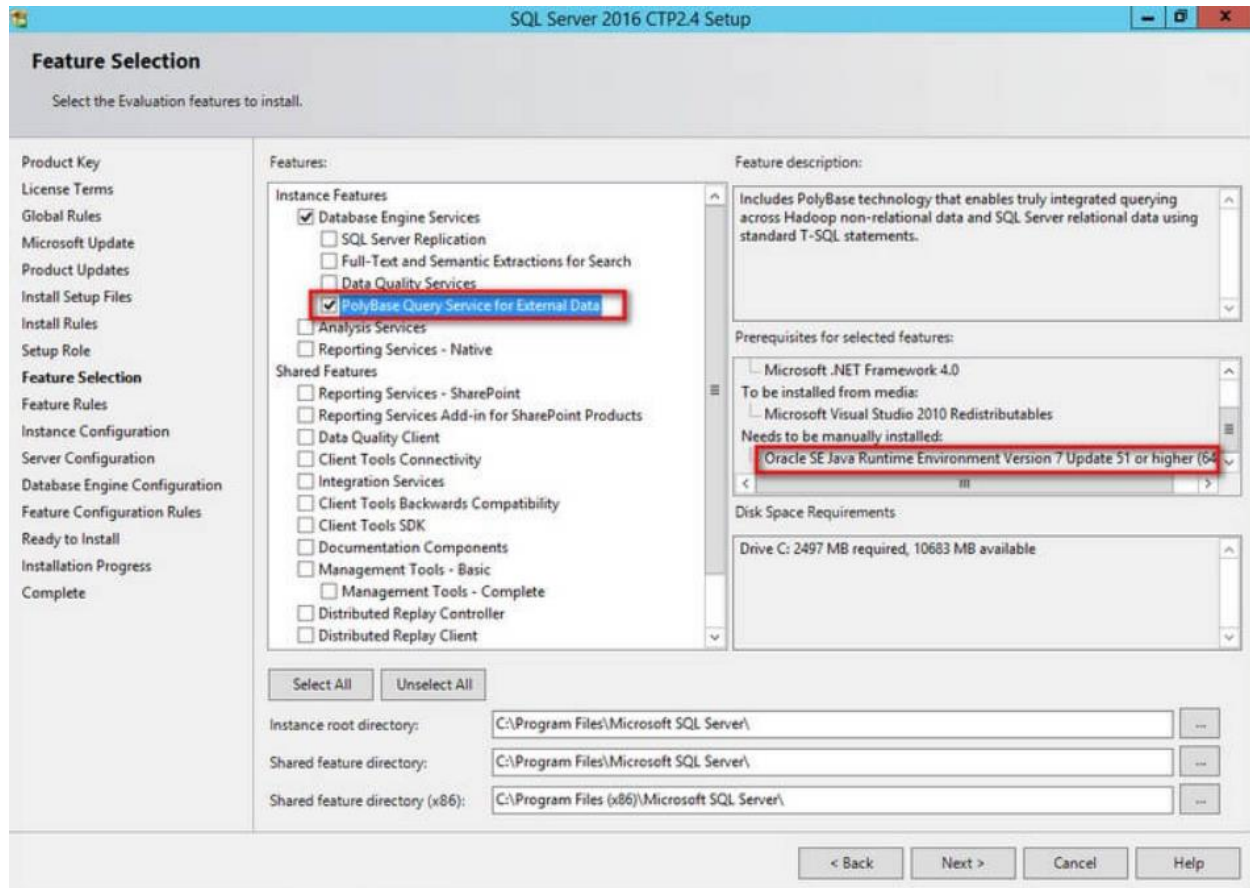 SQL Server 2016 CTP2.4 Setup
Feature Selection
Select the Evaluation features to install.
Product Key
License Terms
Global Rules
Microsoft Update
Product Updates
Install Setup Files
Install Rules
Setup Role
Feature Selection
Feature Rules
Instance Configuration
Server Configuration
Database Engine Configuration
Feature Configuration Rules
Ready to Install
Installation Progress
Complete
Features:
Instance Features
Database Engine Services
SQL Server Replication
Full-Text and Semantic Extractions for Search
Data Quality Services
PolyBase Query Service for External Data
Analysis Services
Reporting Services - Native
Shared Features
Reporting Services - SharePoint
Reporting Services Add-in for SharePoint Products
Data Quality Client
Client Tools Connectivity
Integration Services
Client Tools Backwards Compatibility
Client Tools SDK
Documentation Components
Management Tools - Basic
Management Tools - Complete
Distributed Replay Controller
Distributed Replay Client
Feature description:
Includes PolyBase technology that enables truly integrated querying
across Hadoop non-relational data and SQL Server relational data using
standard T-SQL statements.
Prerequisites for selected features:
Microsoft .NET Framework 4.0
To be installed from media:
Microsoft Visual Studio 2010 Redistributables
Needs to be manually installed:
Oracle SE Java Runtime Environment Version 7 Update 51 or higher (64
Disk Space Requirements
Drive C: 2497 MB required, 10683 MB available
Select All
Unselect All
Instance root directory:
C:\Program Files\Microsoft SQL Server\
...
Shared feature directory:
C:\Program Files\Microsoft SQL Server\
...
Shared feature directory (x86):
C:\Program Files (x86)\Microsoft SQL Server\
...
< Back
Next >
Cancel
Help